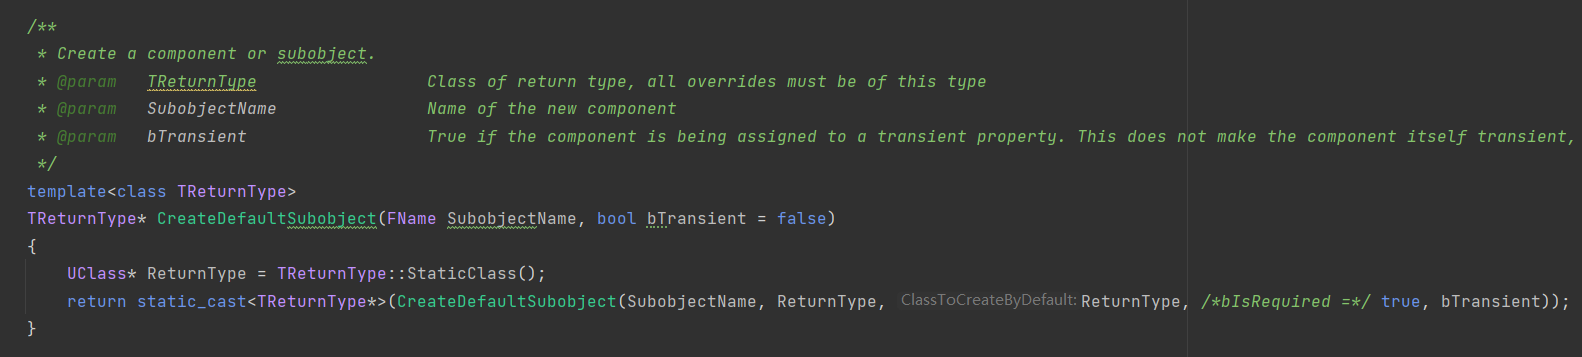 /**
* Create a component or subobject.
* @param TReturnType Class of return type, all overrides must be of this type
* @param SubobjectName Name of the new component
* @param bTransient True if the component is being assigned to a transient property. This does not make the component itself transient,
*/
template<class TReturnType>
TReturnType* CreateDefaultSubobject(FName SubobjectName, bool bTransient = false)
{
UClass* ReturnType = TReturnType::StaticClass();
return static_cast<TReturnType*>(CreateDefaultSubobject(SubobjectName, ReturnType, ClassToCreateByDefault: ReturnType, /*bIsRequired =*/ true, bTransient));
}